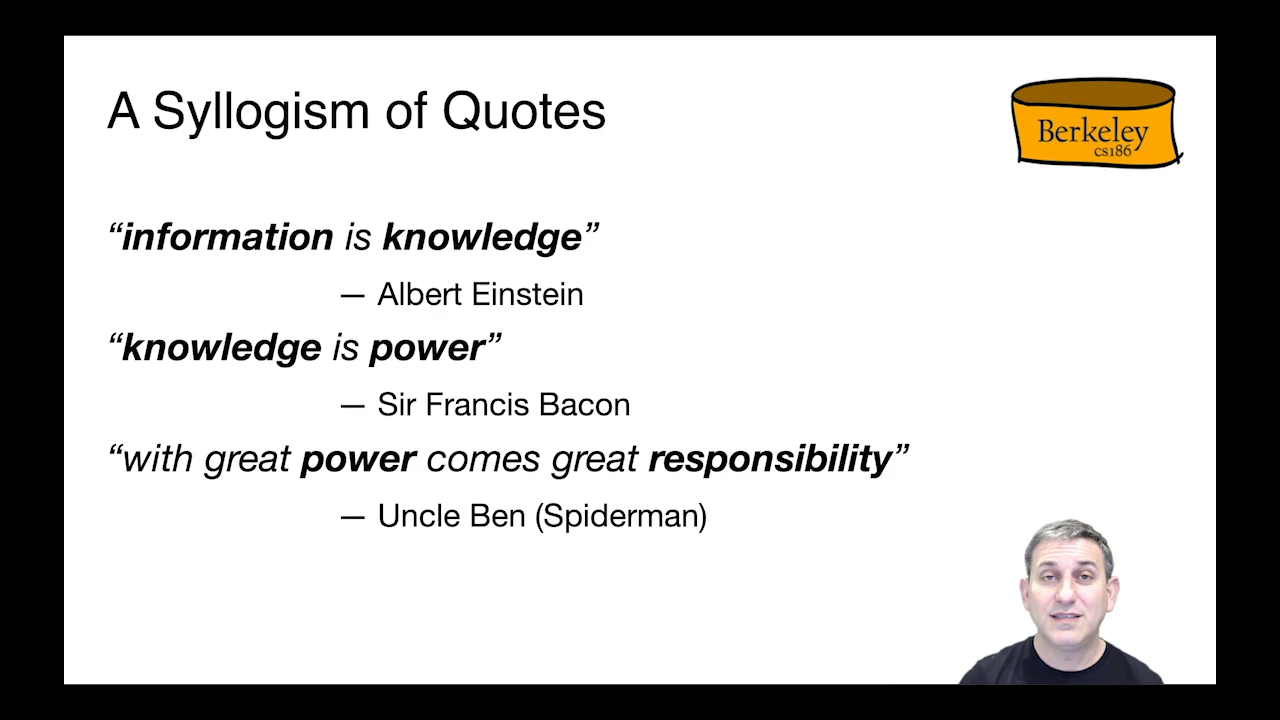 A Syllogism of Quotes
Berkeley
cs186
“information is knowledge”
— Albert Einstein
“knowledge is power”
— Sir Francis Bacon
“with great power comes great responsibility”
— Uncle Ben (Spiderman)